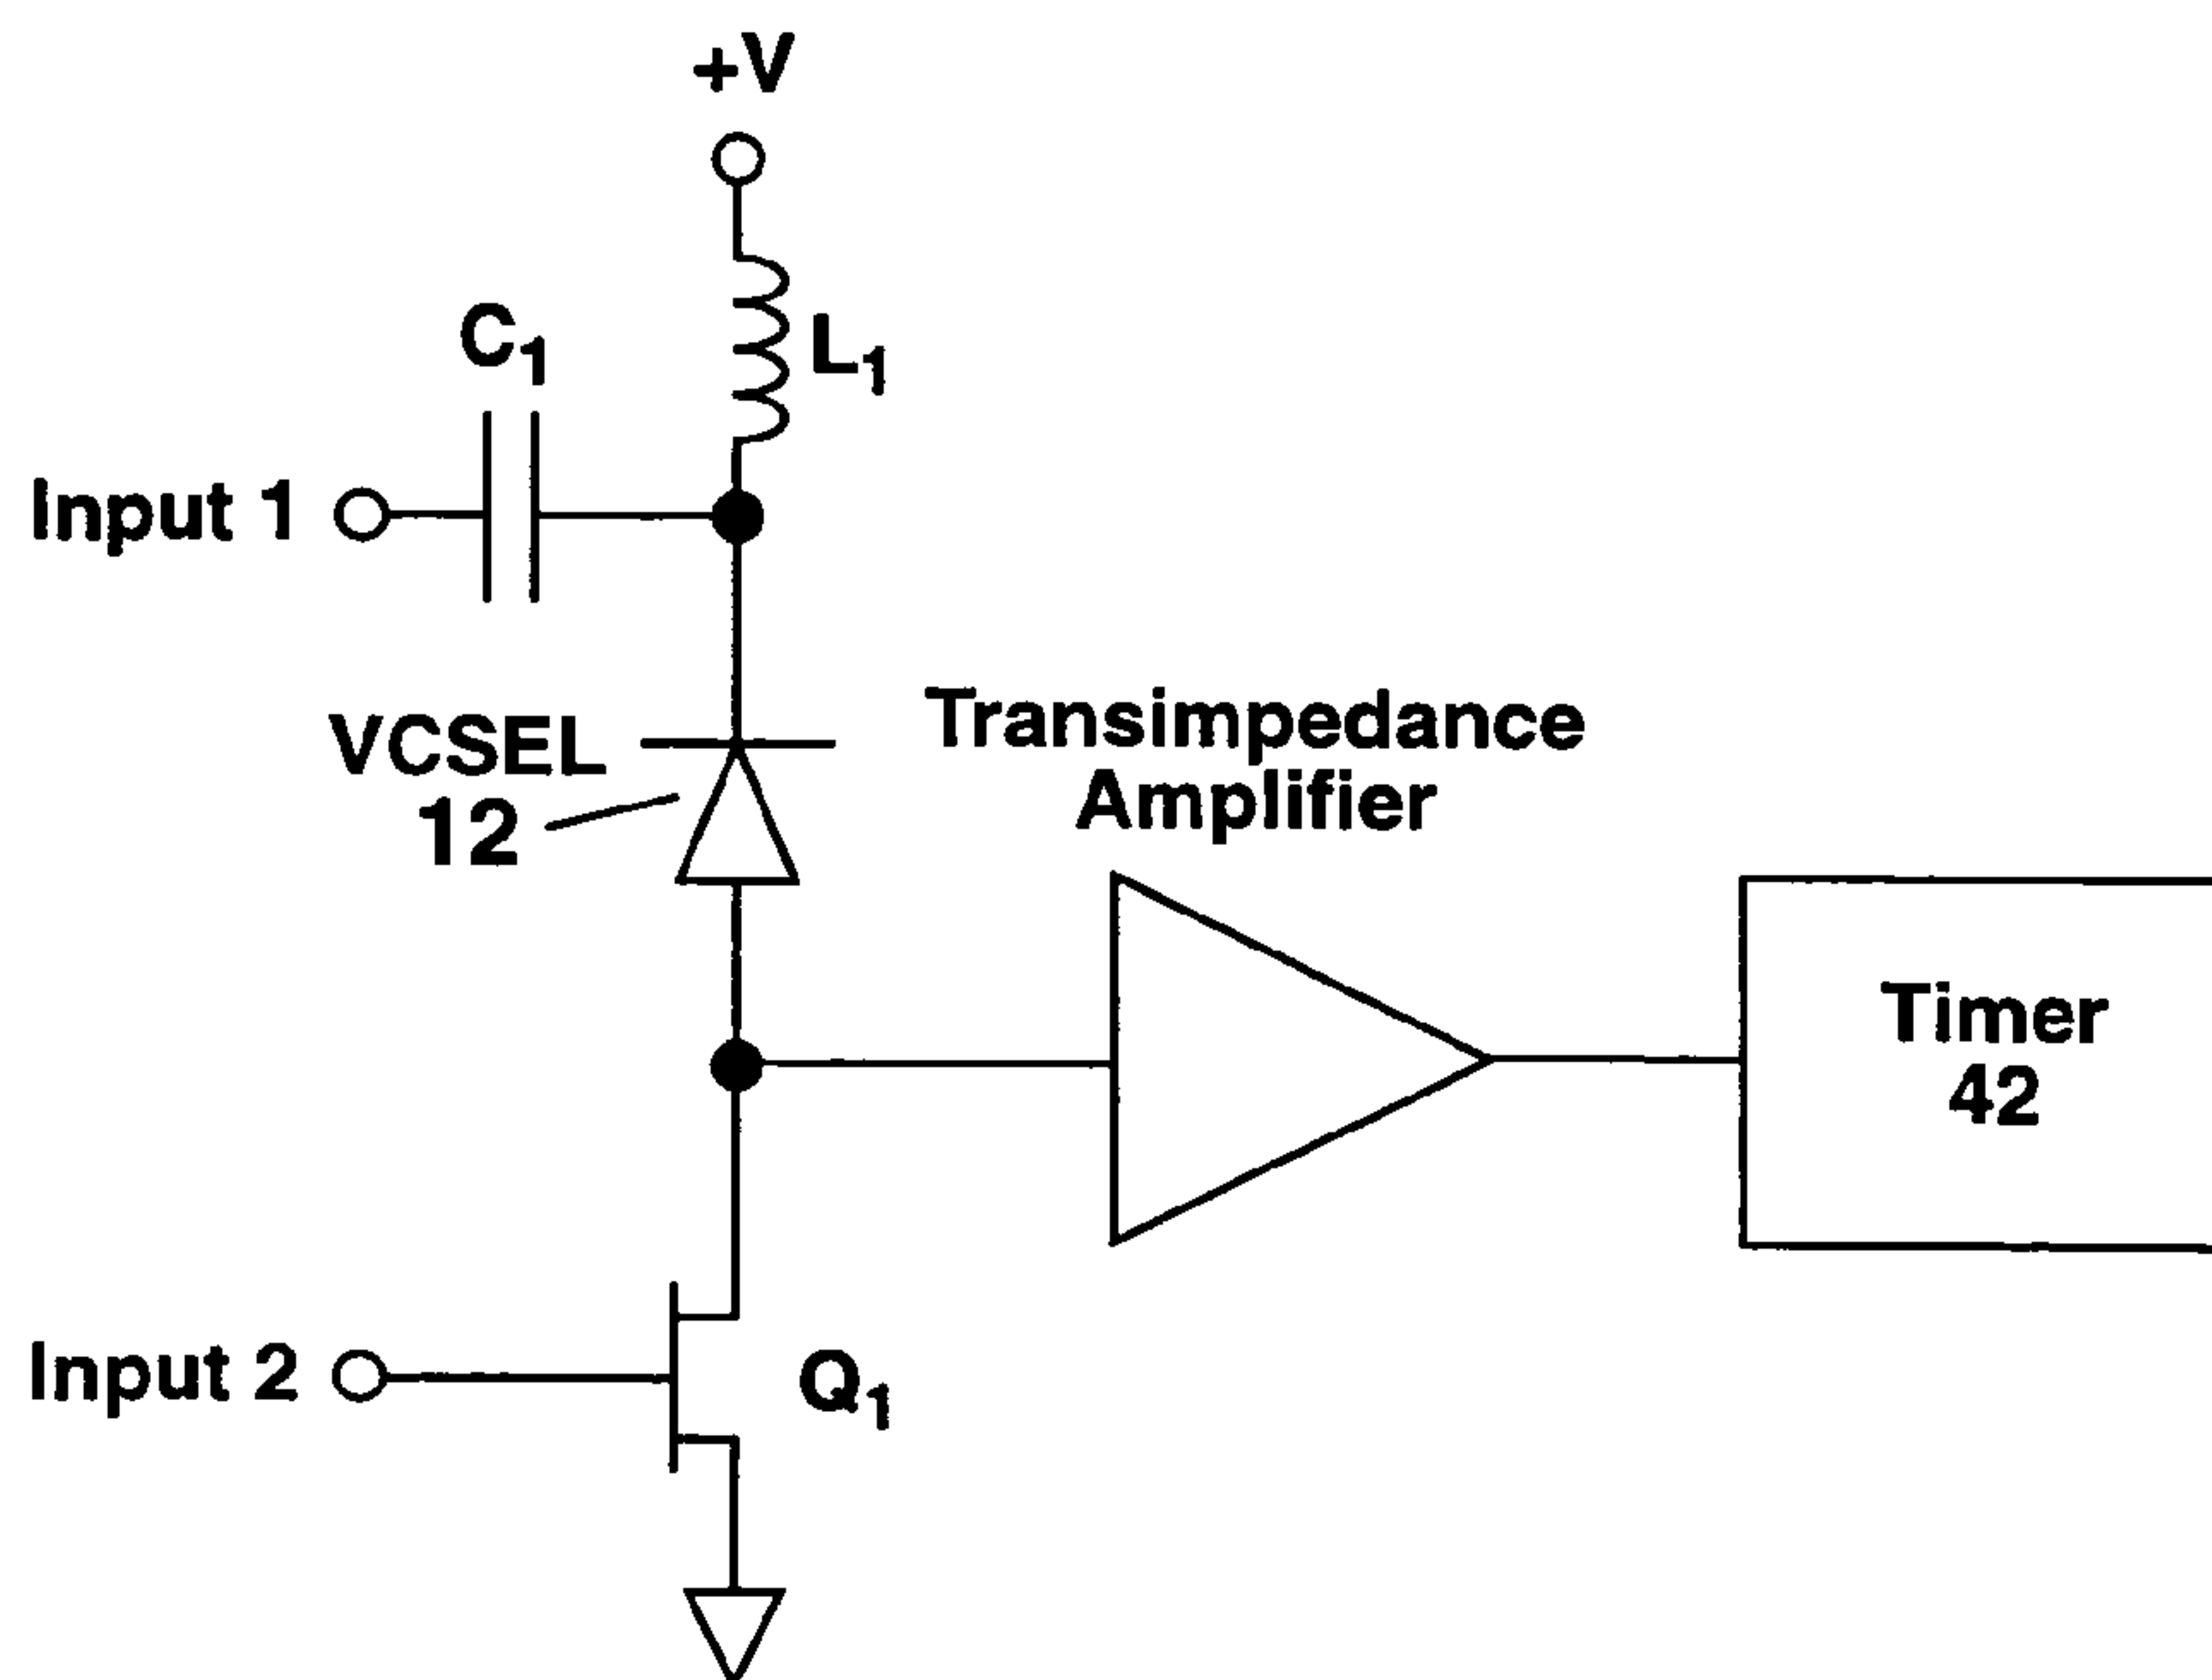 +V
C1
L1
Input 1
VCSEL
12
Transimpedance
Amplifier
Timer
42
Input 2
Q1